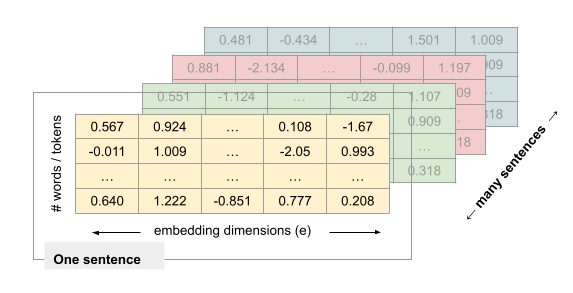 0.481 -0.434 … 1.501 1.009
0.881 -2.134 … -0.099 1.197
0.551 -1.124 … -0.28 1.107
0.909
…
0.318
0.567 0.924 … 0.108 -1.67
-0.011 1.009 … -2.05 0.993
… … … … …
0.640 1.222 -0.851 0.777 0.208
# words / tokens
embedding dimensions (e)
many sentences
One sentence